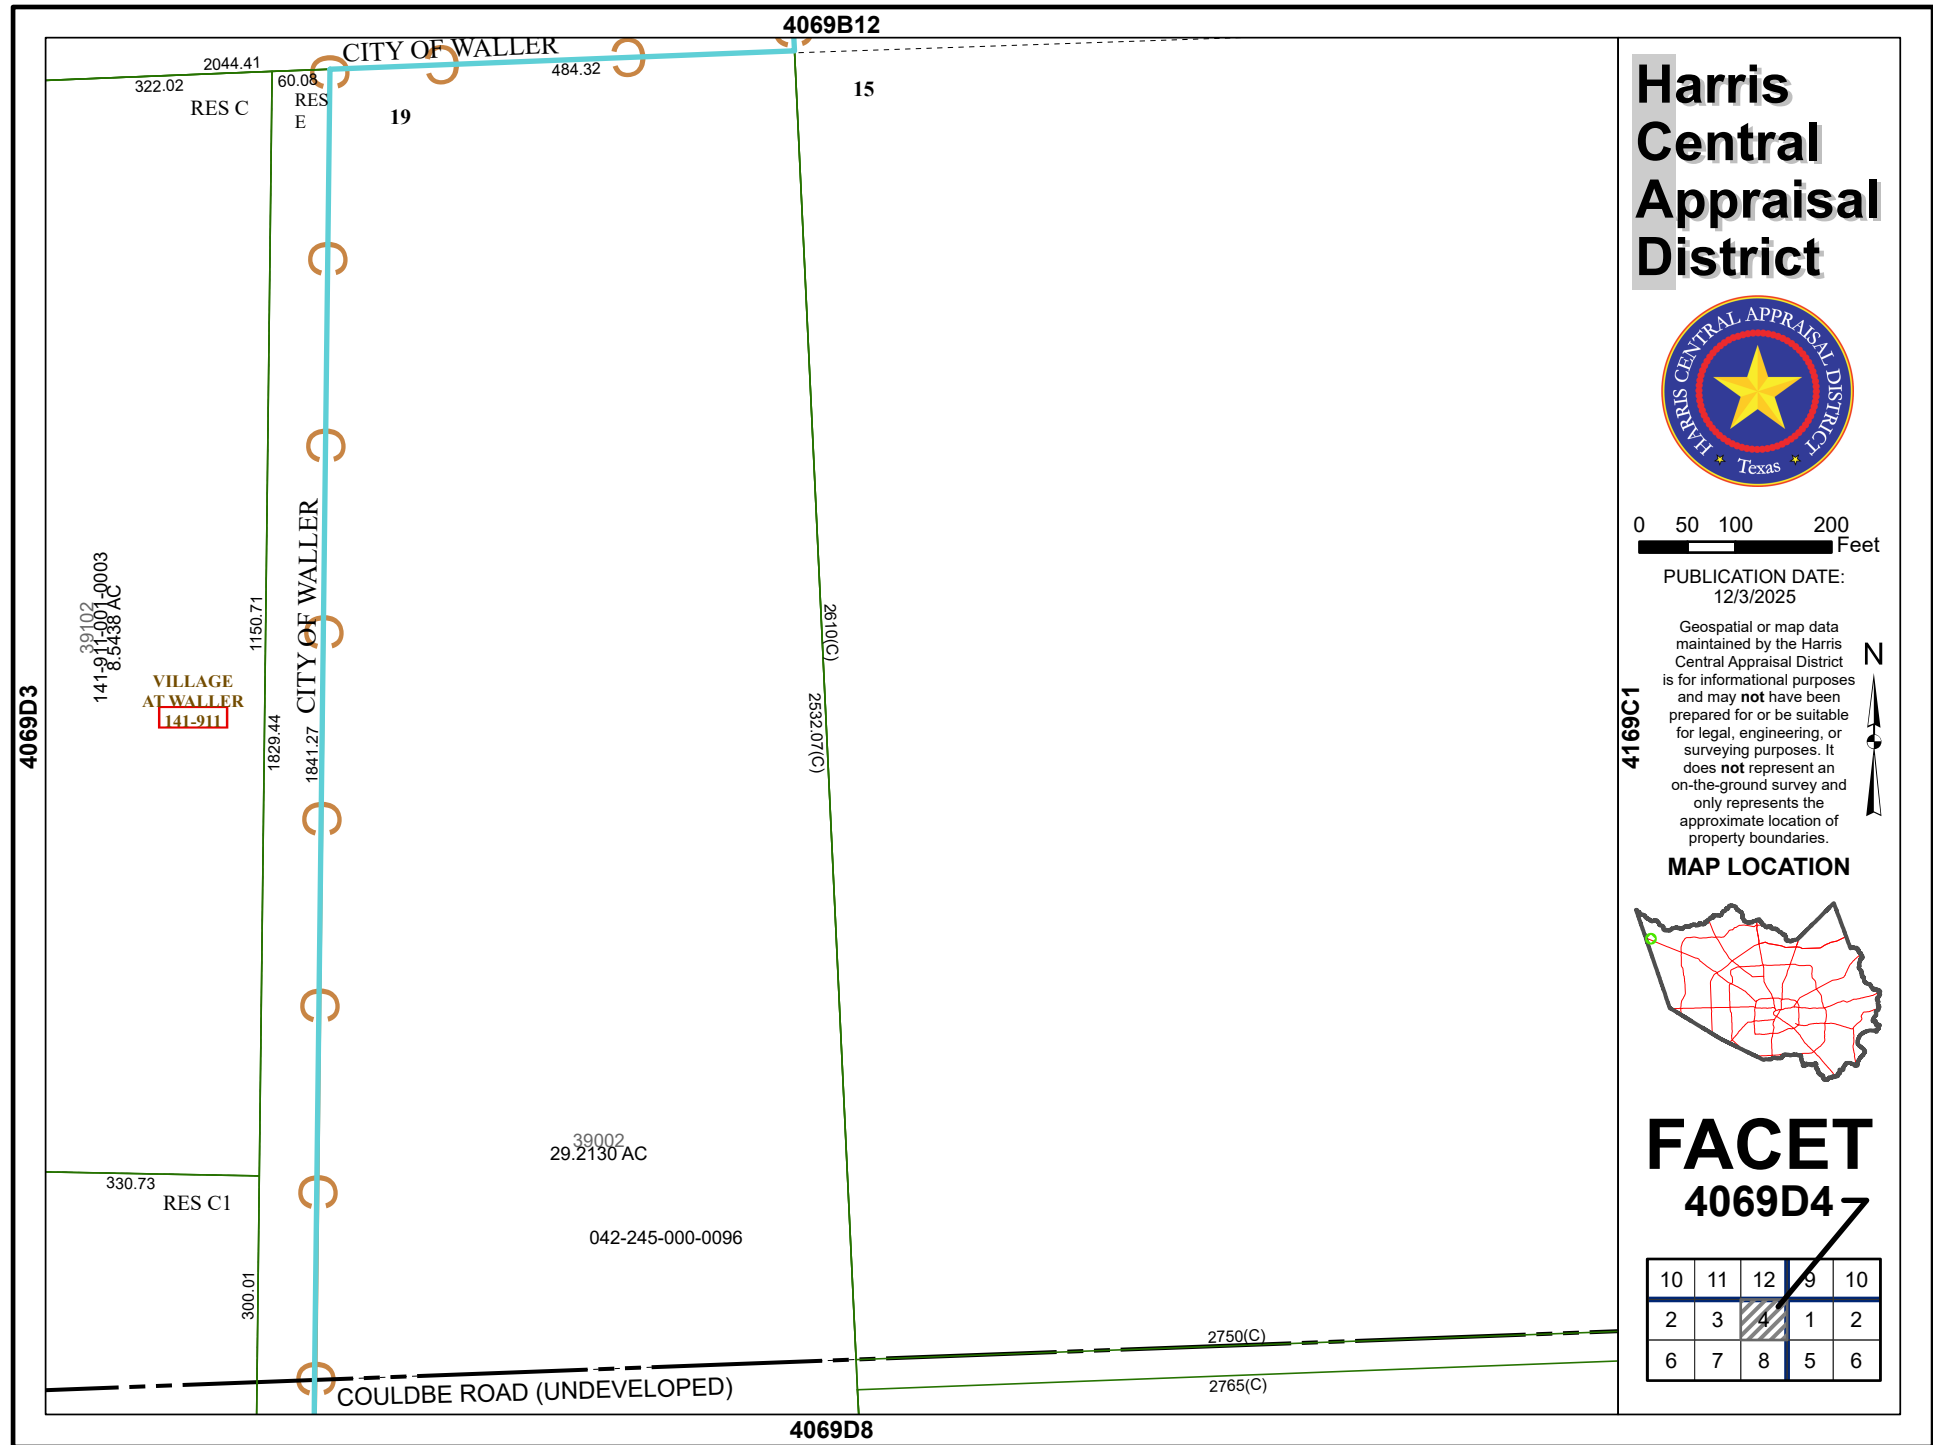 4069B12
CITY OF WALLER
2044.41
322.02
60.08
484.32
RES C
RES
E
19
15
CITY OF WALLER
1150.71
1829.44
1841.27
2610(C)
2532.07(C)
39102
141-911-001-0003
8.5438 AC
VILLAGE
AT WALLER
141-911
4069D3
4169C1
39002
29.2130 AC
330.73
RES C1
042-245-000-0096
300.01
2750(C)
2765(C)
COULDBE ROAD (UNDEVELOPED)
4069D8
Harris
Central
Appraisal
District
HARRIS CENTRAL APPRAISAL DISTRICT
Texas
0 50 100 200
Feet
PUBLICATION DATE:
12/3/2025
Geospatial or map data
maintained by the Harris
Central Appraisal District
is for informational purposes
and may not have been
prepared for or be suitable
for legal, engineering, or
surveying purposes. It
does not represent an
on-the-ground survey and
only represents the
approximate location of
property boundaries.
N
MAP LOCATION
FACET
4069D4
10 11 12 9 10
2 3 4 1 2
6 7 8 5 6